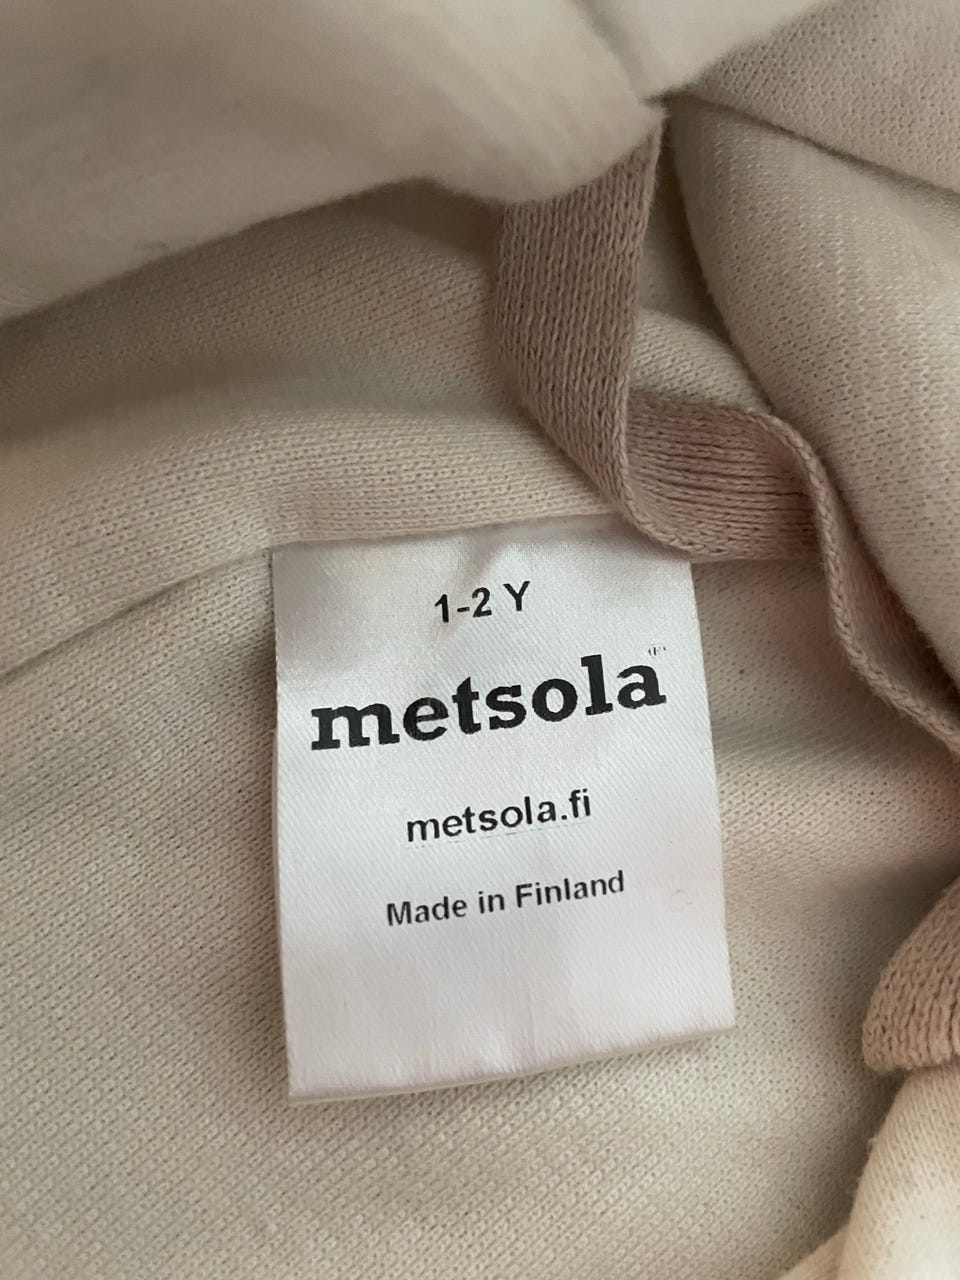 1-2 Y
metsola
metsola.fi
Made in Finland